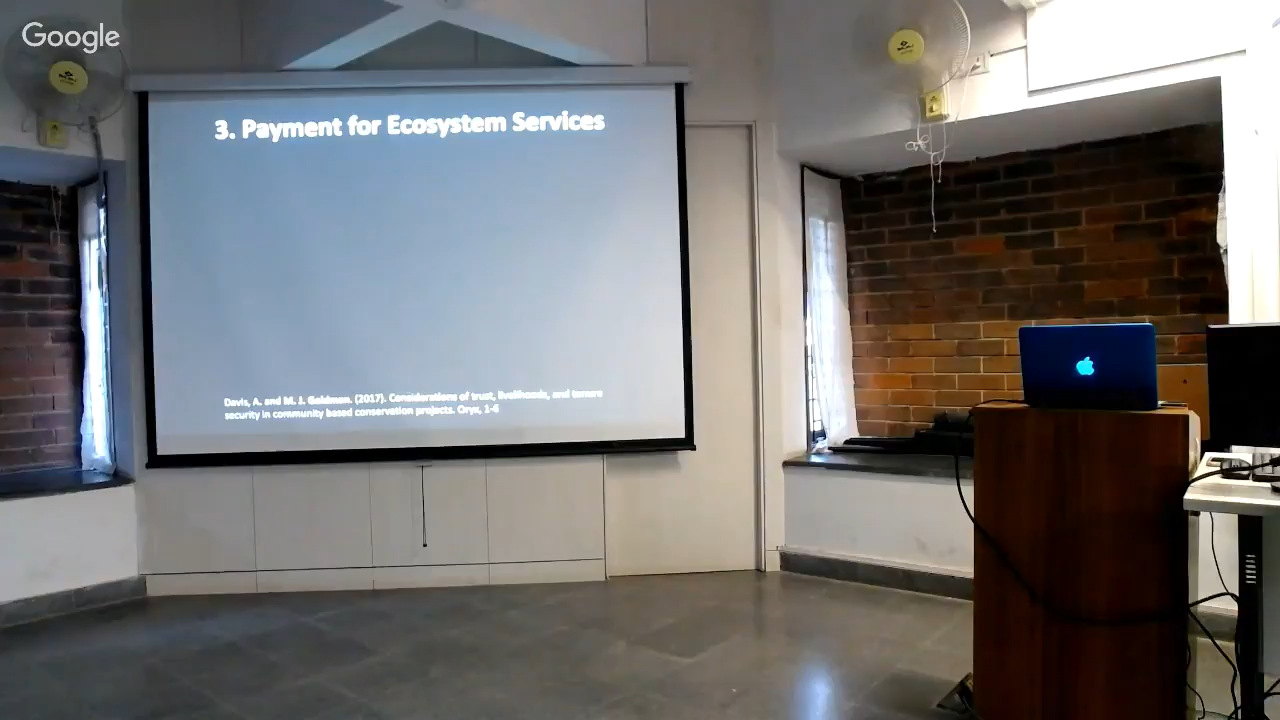 Google
3. Payment for Ecosystem Services
Davis, A. and M. J. Goldman. (2017). Considerations of trust, livelihoods, and tenure
security in community based conservation projects. Oryx, 1-6